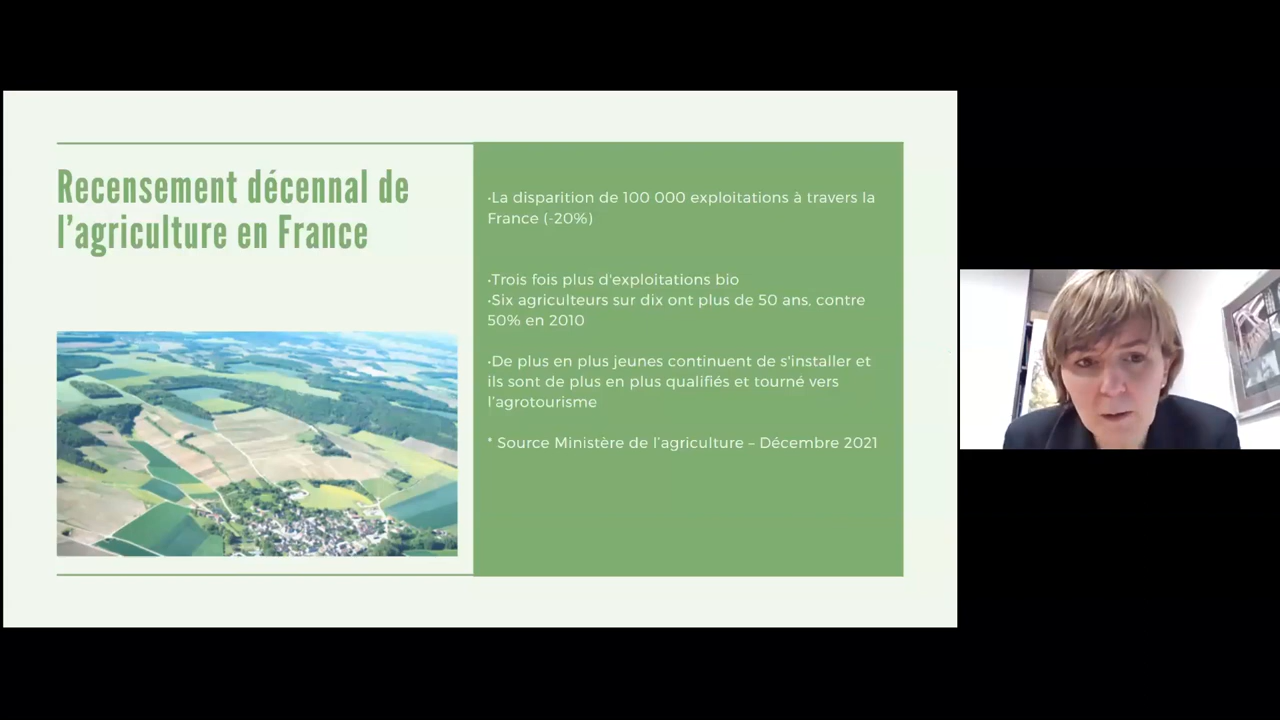 Recensement décennal de
l'agriculture en France
•La disparition de 100 000 exploitations à travers la
France (-20%)
•Trois fois plus d'exploitations bio
•Six agriculteurs sur dix ont plus de 50 ans, contre
50% en 2010
•De plus en plus jeunes continuent de s'installer et
ils sont de plus en plus qualifiés et tourné vers
l'agrotourisme
* Source Ministère de l'agriculture – Décembre 2021